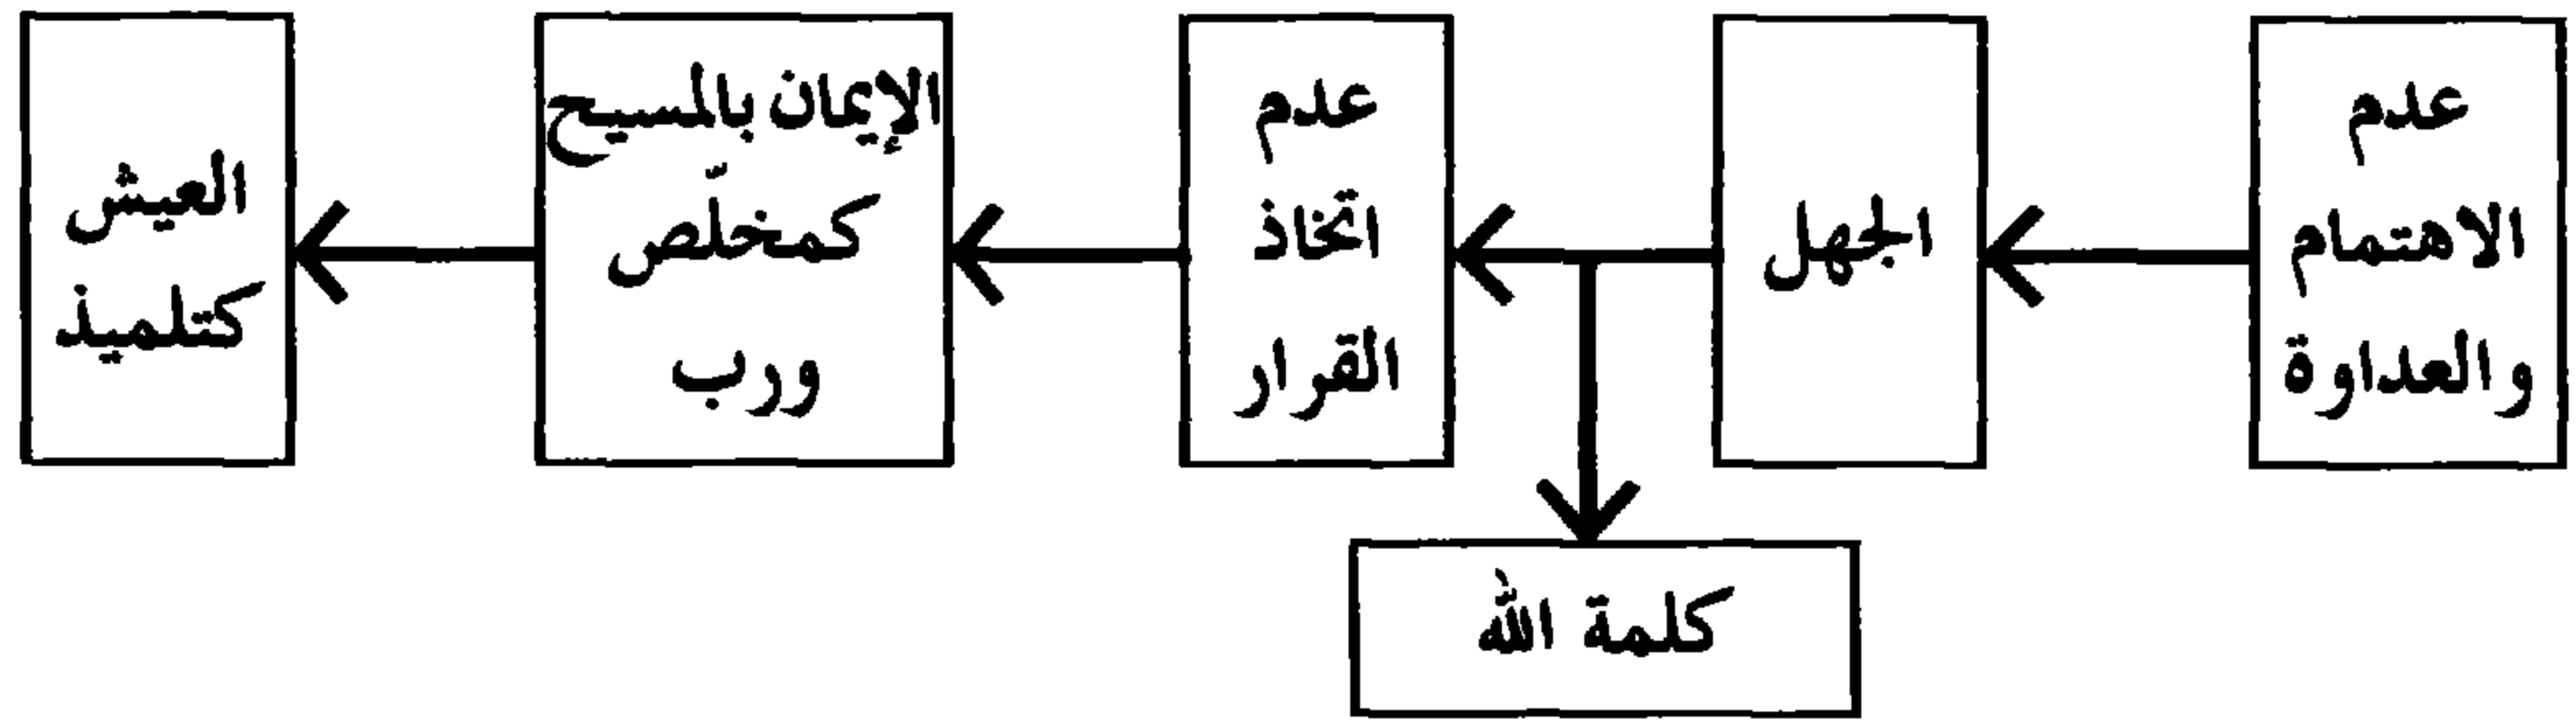 عدم
الاهتمام
والعداوة
الجهل
عدم
اتخاذ
القرار
الإيمان بالمسيح
كمخلّص
ورب
العيش
كتلميذ
كلمة الله